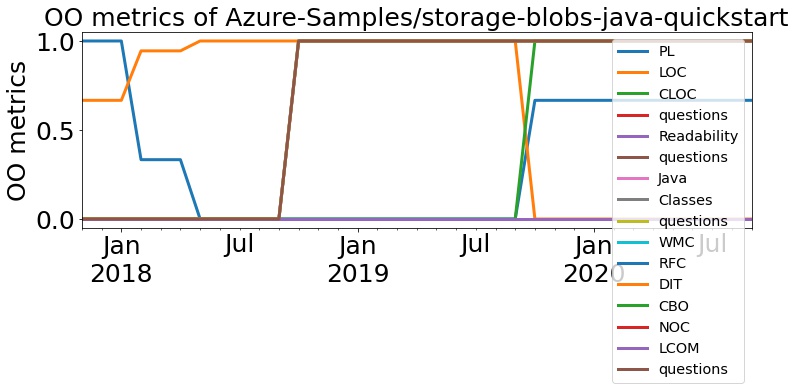 OO metrics of Azure-Samples/storage-blobs-java-quickstart
OO metrics
1.0
0.5
0.0
Jan
2018
Jul
Jan
2019
Jul
Jan
2020
Jul
PL
LOC
CLOC
questions
Readability
questions
Java
Classes
questions
WMC
RFC
DIT
CBO
NOC
LCOM
questions